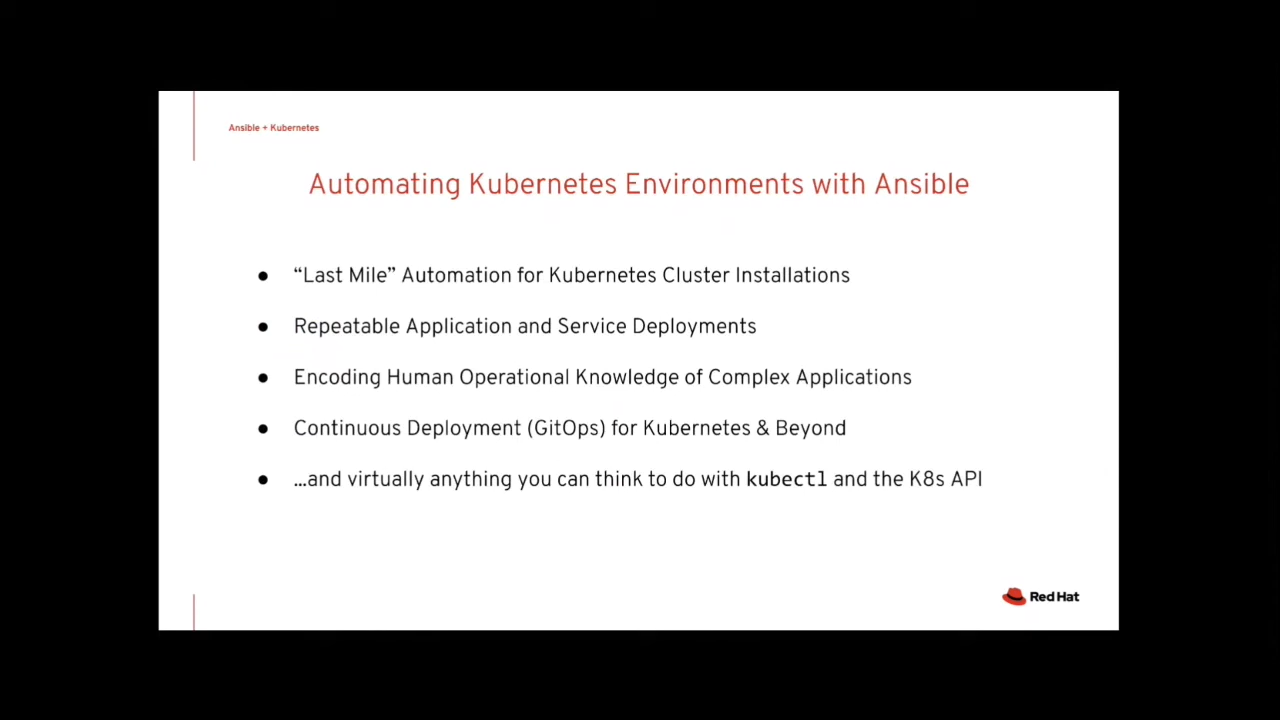 Ansible + Kubernetes
Automating Kubernetes Environments with Ansible
● “Last Mile” Automation for Kubernetes Cluster Installations
● Repeatable Application and Service Deployments
● Encoding Human Operational Knowledge of Complex Applications
● Continuous Deployment (GitOps) for Kubernetes & Beyond
● ...and virtually anything you can think to do with kubectl and the K8s API
Red Hat